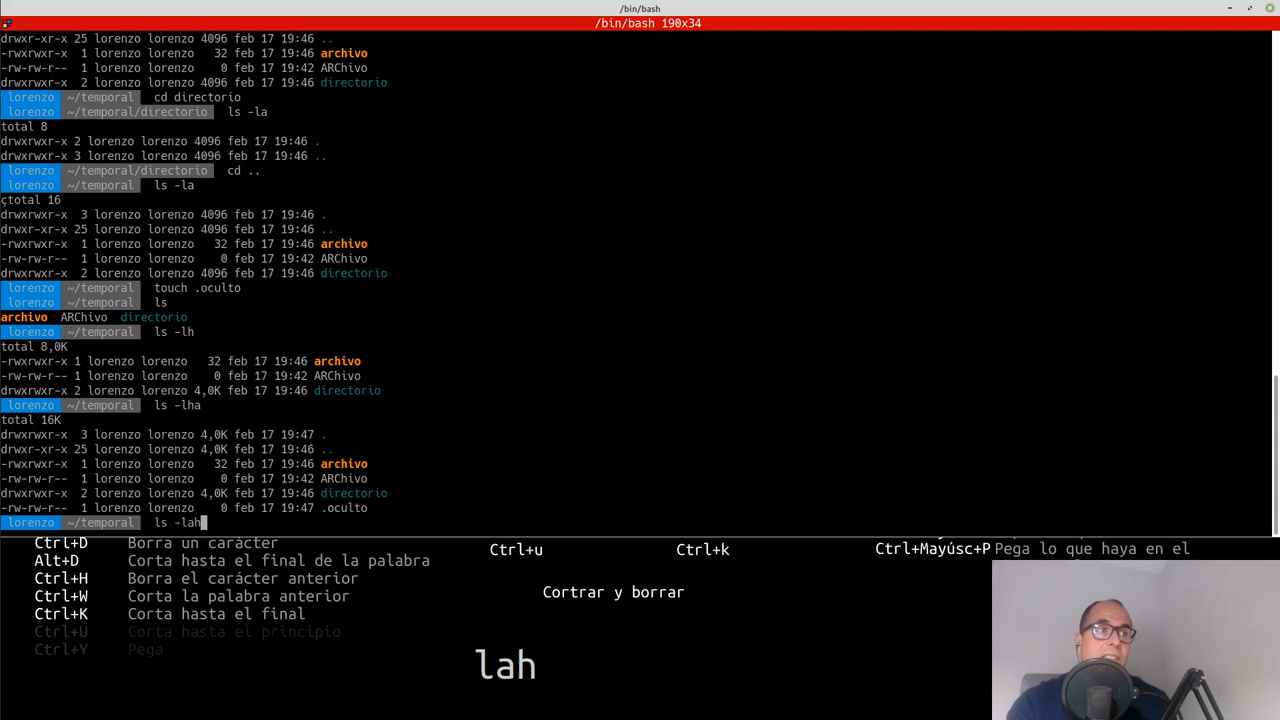 /bin/bash
/bin/bash 190x34
drwxr-xr-x 25 lorenzo lorenzo 4096 feb 17 19:46 ..
-rwxrwxr-x  1 lorenzo lorenzo   32 feb 17 19:46 archivo
-rw-rw-r--  1 lorenzo lorenzo    0 feb 17 19:42 ARChivo
drwxrwxr-x  2 lorenzo lorenzo 4096 feb 17 19:46 directorio
lorenzo  ~/temporal  cd directorio
lorenzo  ~/temporal/directorio  ls -la
total 8
drwxrwxr-x 2 lorenzo lorenzo 4096 feb 17 19:46 .
drwxrwxr-x 3 lorenzo lorenzo 4096 feb 17 19:46 ..
lorenzo  ~/temporal/directorio  cd ..
lorenzo  ~/temporal  ls -la
çtotal 16
drwxrwxr-x  3 lorenzo lorenzo 4096 feb 17 19:46 .
drwxr-xr-x 25 lorenzo lorenzo 4096 feb 17 19:46 ..
-rwxrwxr-x  1 lorenzo lorenzo   32 feb 17 19:46 archivo
-rw-rw-r--  1 lorenzo lorenzo    0 feb 17 19:42 ARChivo
drwxrwxr-x  2 lorenzo lorenzo 4096 feb 17 19:46 directorio
lorenzo  ~/temporal  touch .oculto
lorenzo  ~/temporal  ls
archivo  ARChivo  directorio
lorenzo  ~/temporal  ls -lh
total 8,0K
-rwxrwxr-x 1 lorenzo lorenzo   32 feb 17 19:46 archivo
-rw-rw-r-- 1 lorenzo lorenzo    0 feb 17 19:42 ARChivo
drwxrwxr-x 2 lorenzo lorenzo 4,0K feb 17 19:46 directorio
lorenzo  ~/temporal  ls -lha
total 16K
drwxrwxr-x  3 lorenzo lorenzo 4,0K feb 17 19:47 .
drwxr-xr-x 25 lorenzo lorenzo 4,0K feb 17 19:46 ..
-rwxrwxr-x  1 lorenzo lorenzo   32 feb 17 19:46 archivo
-rw-rw-r--  1 lorenzo lorenzo    0 feb 17 19:42 ARChivo
drwxrwxr-x  2 lorenzo lorenzo 4,0K feb 17 19:46 directorio
-rw-rw-r--  1 lorenzo lorenzo    0 feb 17 19:47 .oculto
lorenzo  ~/temporal  ls -lah
Ctrl+D Borra un carácter
Alt+D Corta hasta el final de la palabra
Ctrl+H Borra el carácter anterior
Ctrl+W Corta la palabra anterior
Ctrl+K Corta hasta el final
Ctrl+U Corta hasta el principio
Ctrl+Y Pega
Ctrl+u Ctrl+k
Cortrar y borrar
Ctrl+Mayúsc+P Pega lo que haya en el
lah